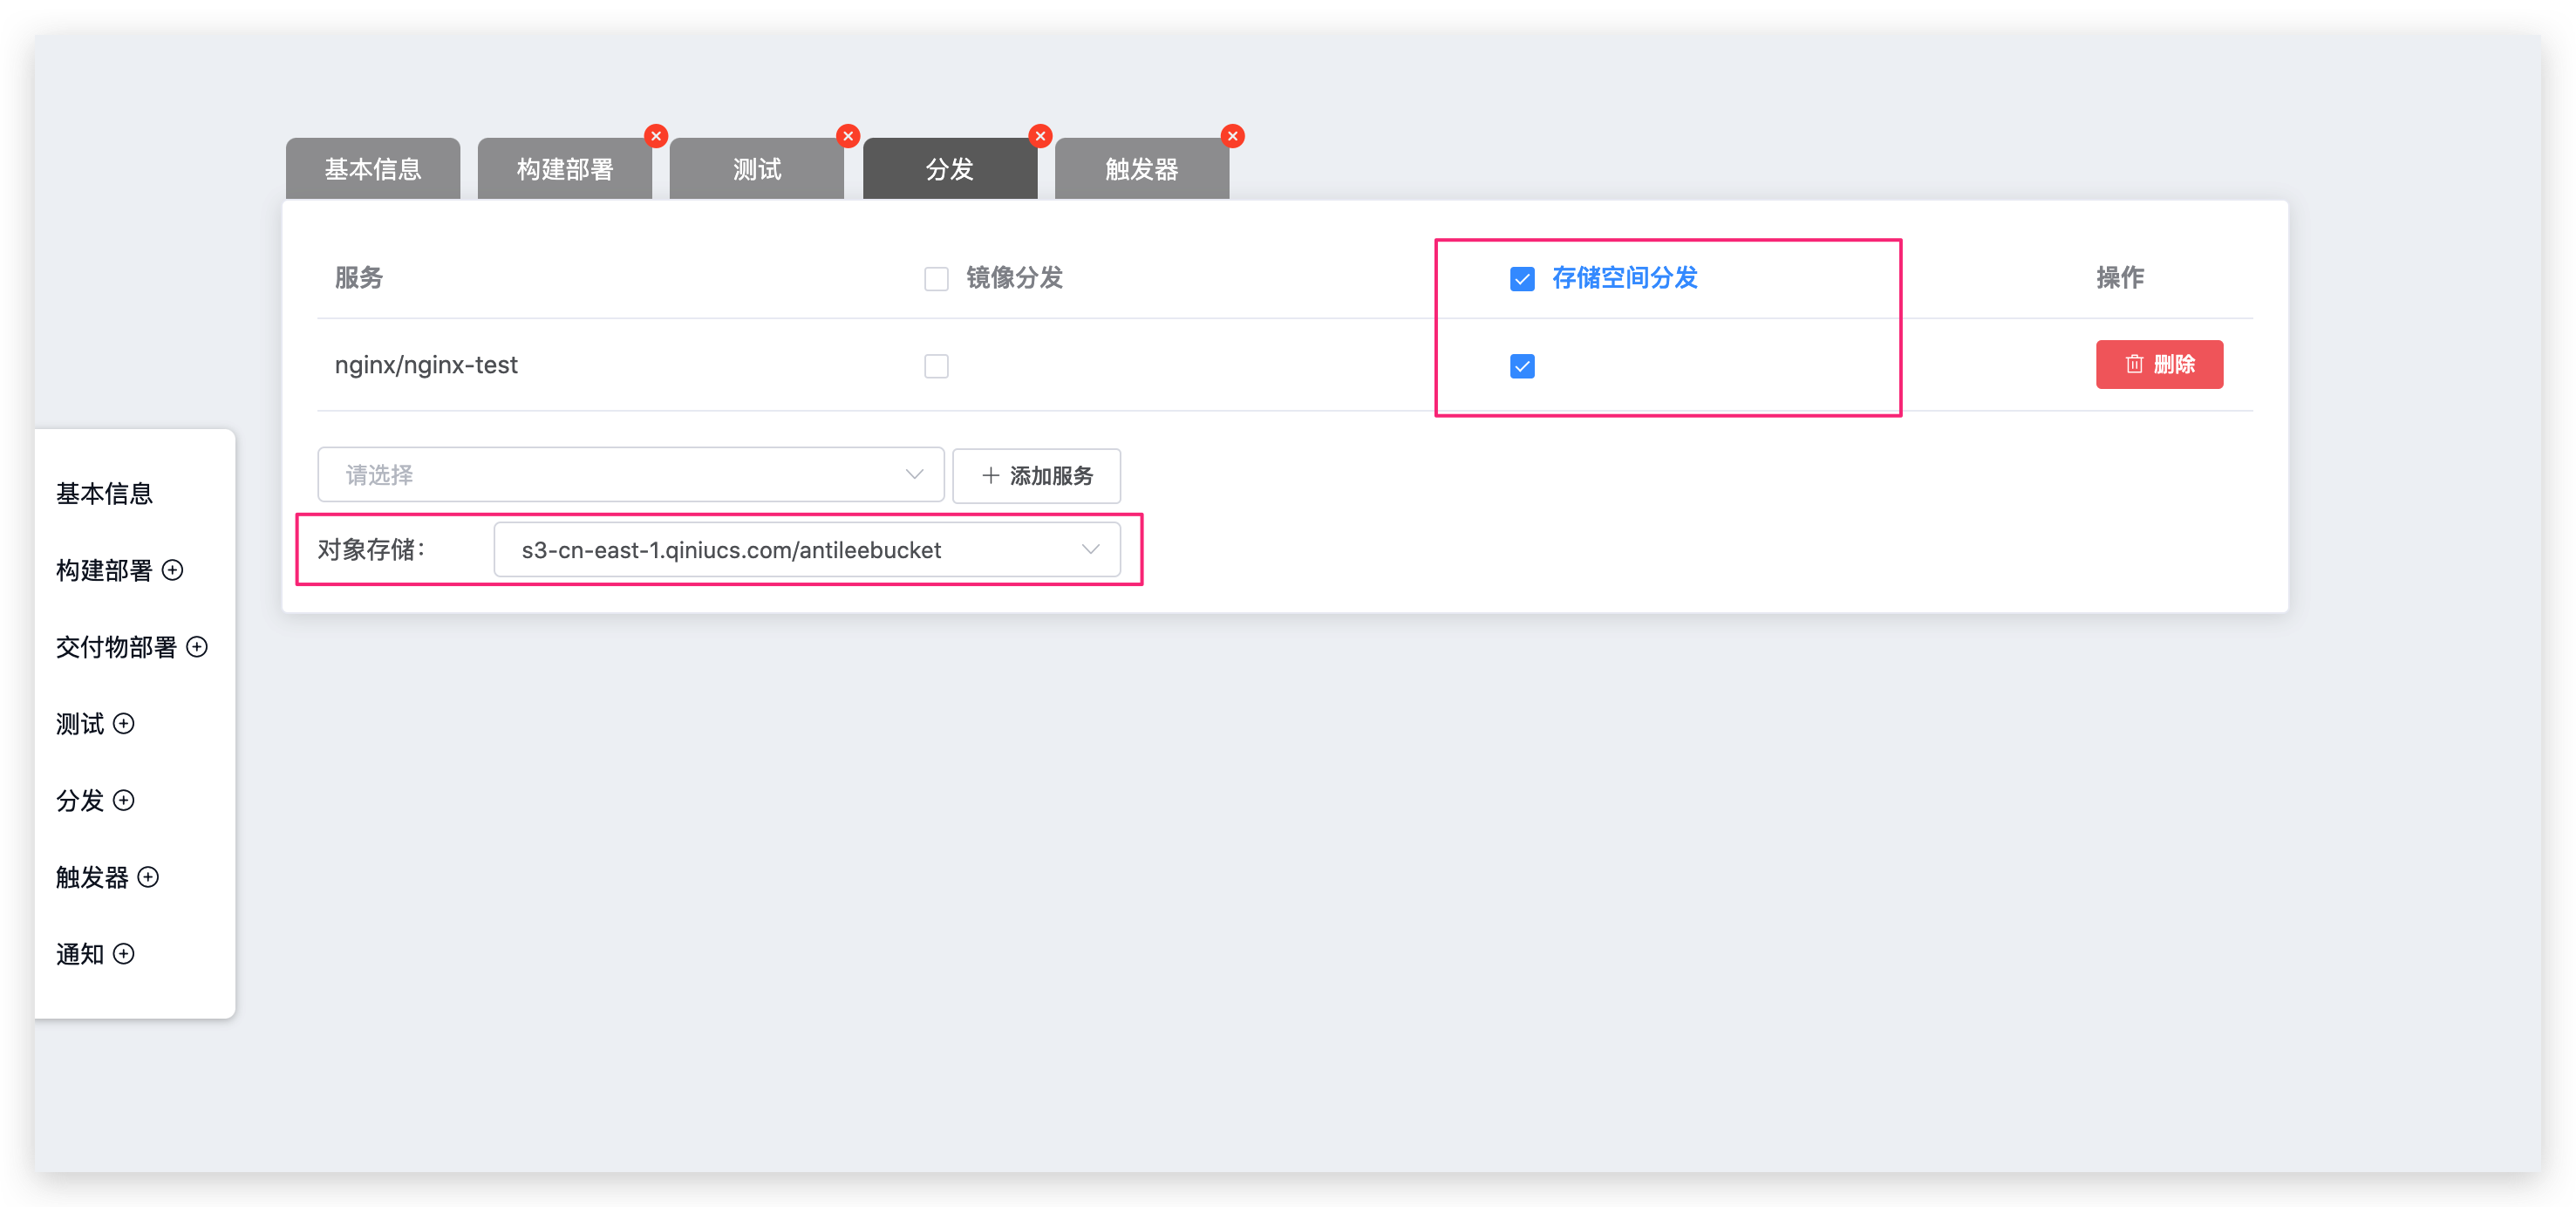 基本信息 构建部署 测试 分发 触发器
服务 镜像分发 存储空间分发 操作
nginx/nginx-test 删除
请选择 添加服务
对象存储： s3-cn-east-1.qiniucs.com/antileebucket
基本信息
构建部署
交付物部署
测试
分发
触发器
通知